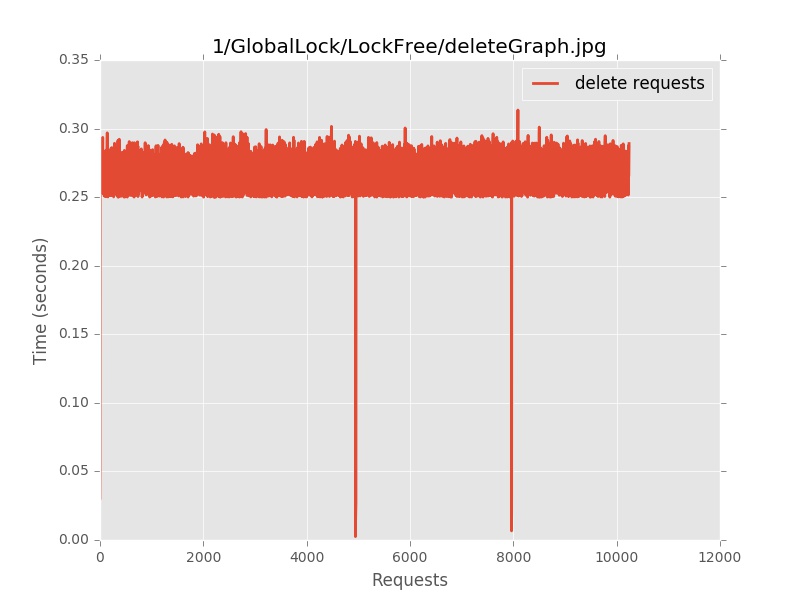 1/GlobalLock/LockFree/deleteGraph.jpg
delete requests
0.35
0.30
0.25
0.20
0.15
0.10
0.05
0.00
Time (seconds)
0 2000 4000 6000 8000 10000 12000
Requests